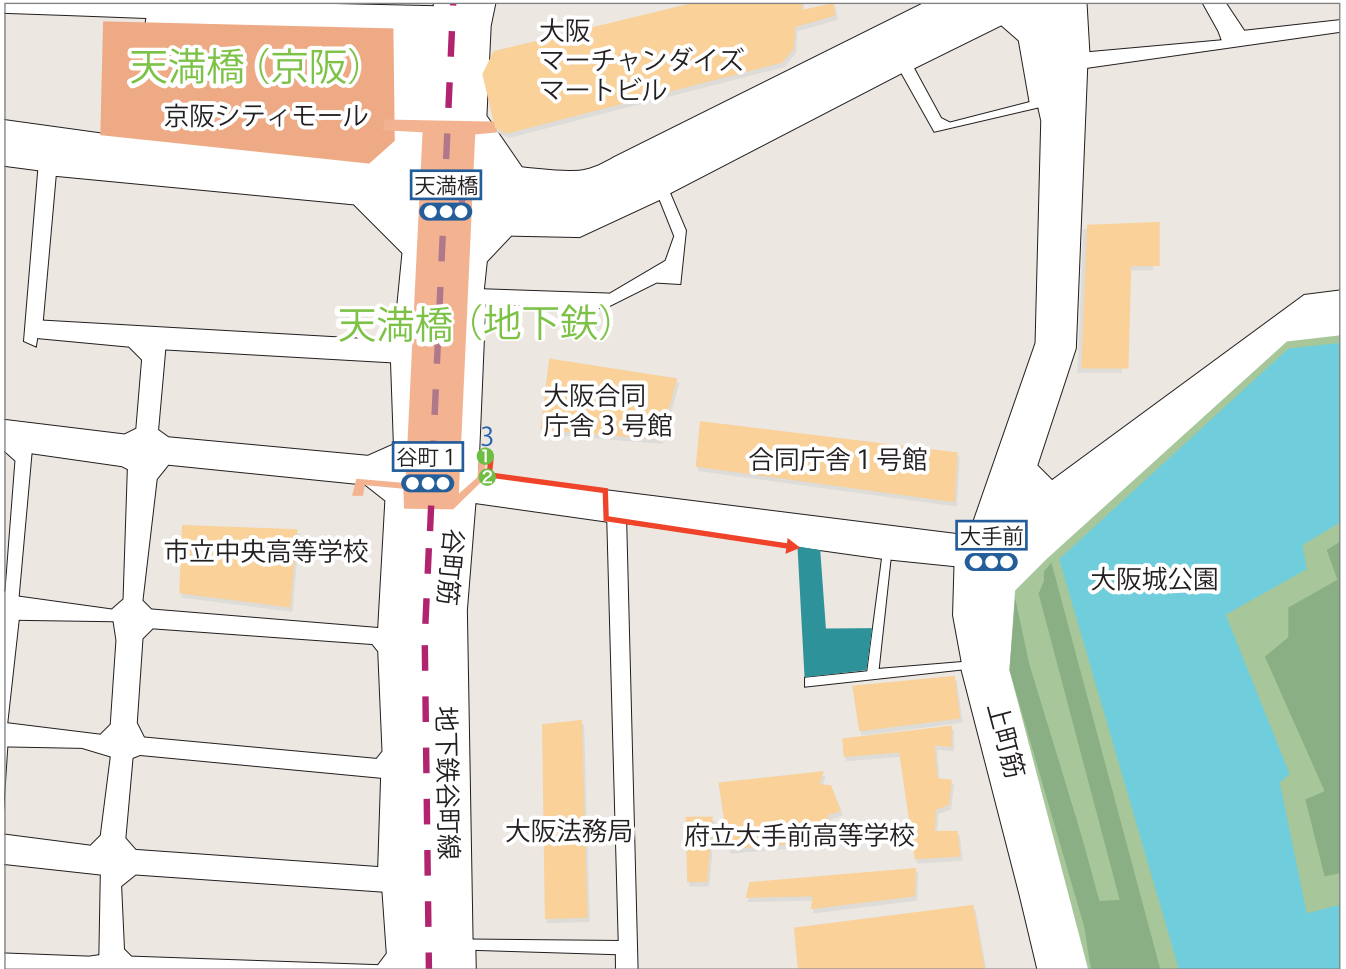 天満橋（京阪）
京阪シティモール
大阪
マーチャンダイズ
マートビル
天満橋
天満橋（地下鉄）
大阪合同
庁舎３号館
合同庁舎１号館
3
1
2
谷町１
大手前
市立中央高等学校
谷町筋
大阪城公園
地下鉄谷町線
上町筋
大阪法務局
府立大手前高等学校